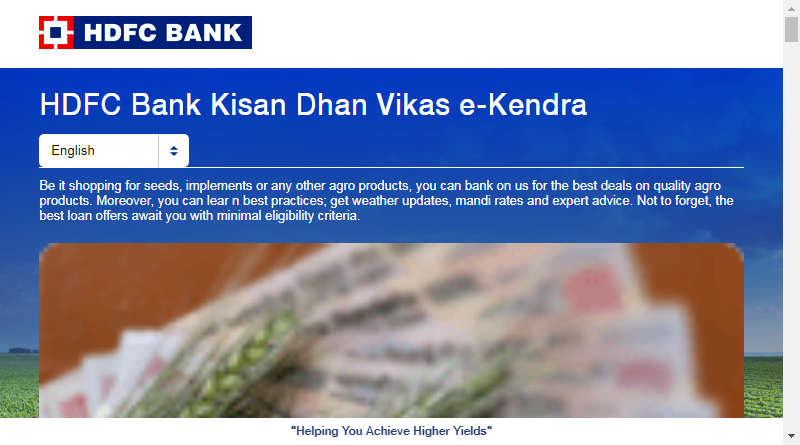 HDFC BANK
HDFC Bank Kisan Dhan Vikas e-Kendra
English
Be it shopping for seeds, implements or any other agro products, you can bank on us for the best deals on quality agro
products. Moreover, you can lear n best practices; get weather updates, mandi rates and expert advice. Not to forget, the
best loan offers await you with minimal eligibility criteria.
"Helping You Achieve Higher Yields"